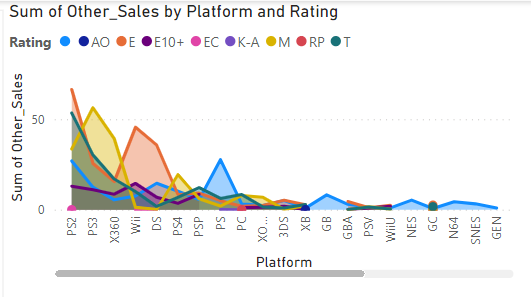 Sum of Other_Sales by Platform and Rating
Rating AO E E10+ EC K-A M RP T
Sum of Other_Sales
50
0
PS2 PS3 X360 Wii DS PS4 PSP PS PC XO... 3DS XB GB GBA PSV WiiU NES GC N64 SNES GEN
Platform